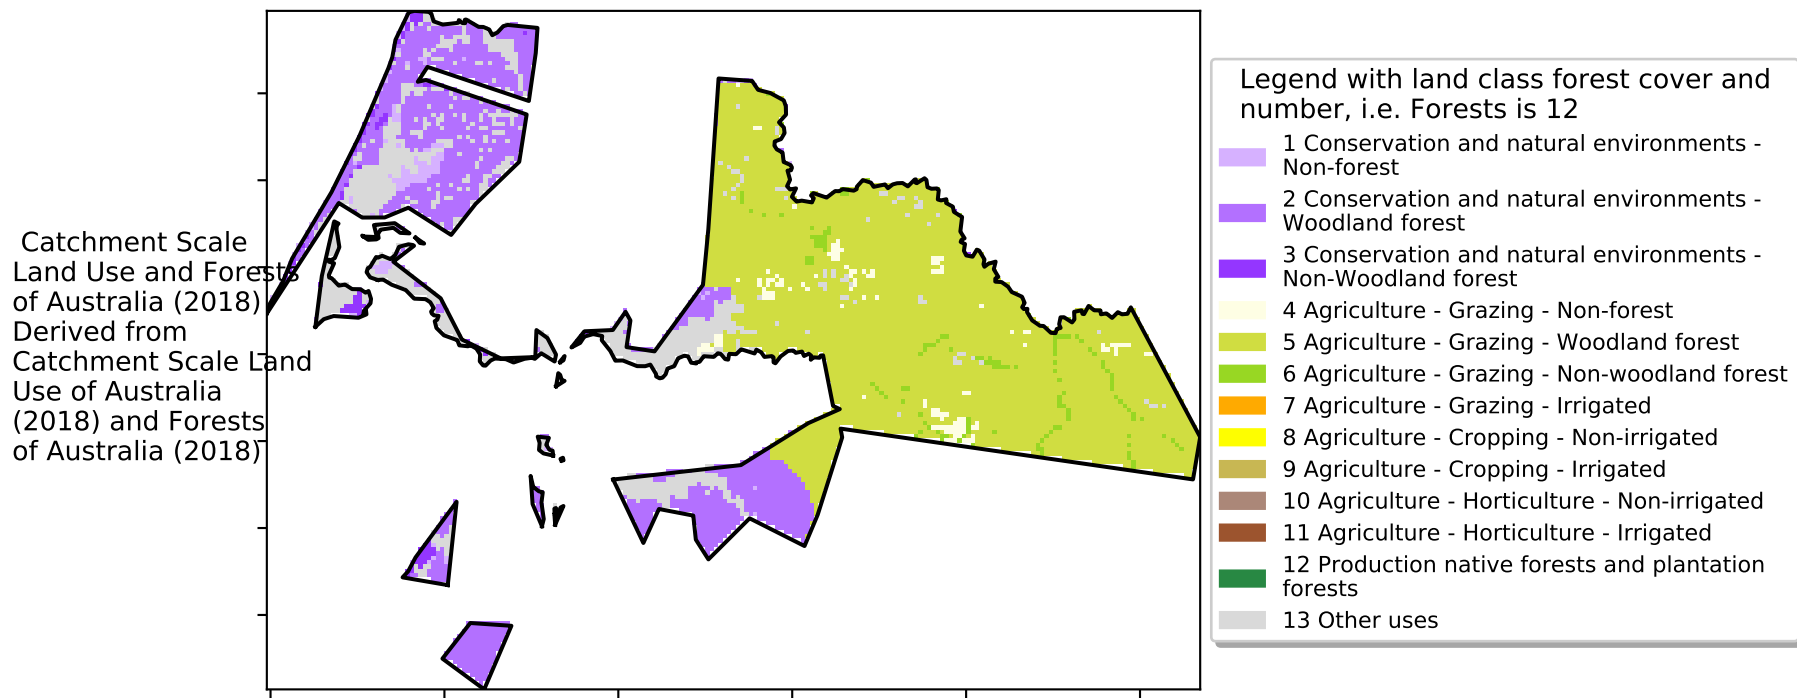 Catchment Scale
Land Use and Forests
of Australia (2018)
Derived from
Catchment Scale Land
Use of Australia
(2018) and Forests
of Australia (2018)
Legend with land class forest cover and
number, i.e. Forests is 12
1 Conservation and natural environments -
Non-forest
2 Conservation and natural environments -
Woodland forest
3 Conservation and natural environments -
Non-Woodland forest
4 Agriculture - Grazing - Non-forest
5 Agriculture - Grazing - Woodland forest
6 Agriculture - Grazing - Non-woodland forest
7 Agriculture - Grazing - Irrigated
8 Agriculture - Cropping - Non-irrigated
9 Agriculture - Cropping - Irrigated
10 Agriculture - Horticulture - Non-irrigated
11 Agriculture - Horticulture - Irrigated
12 Production native forests and plantation
forests
13 Other uses